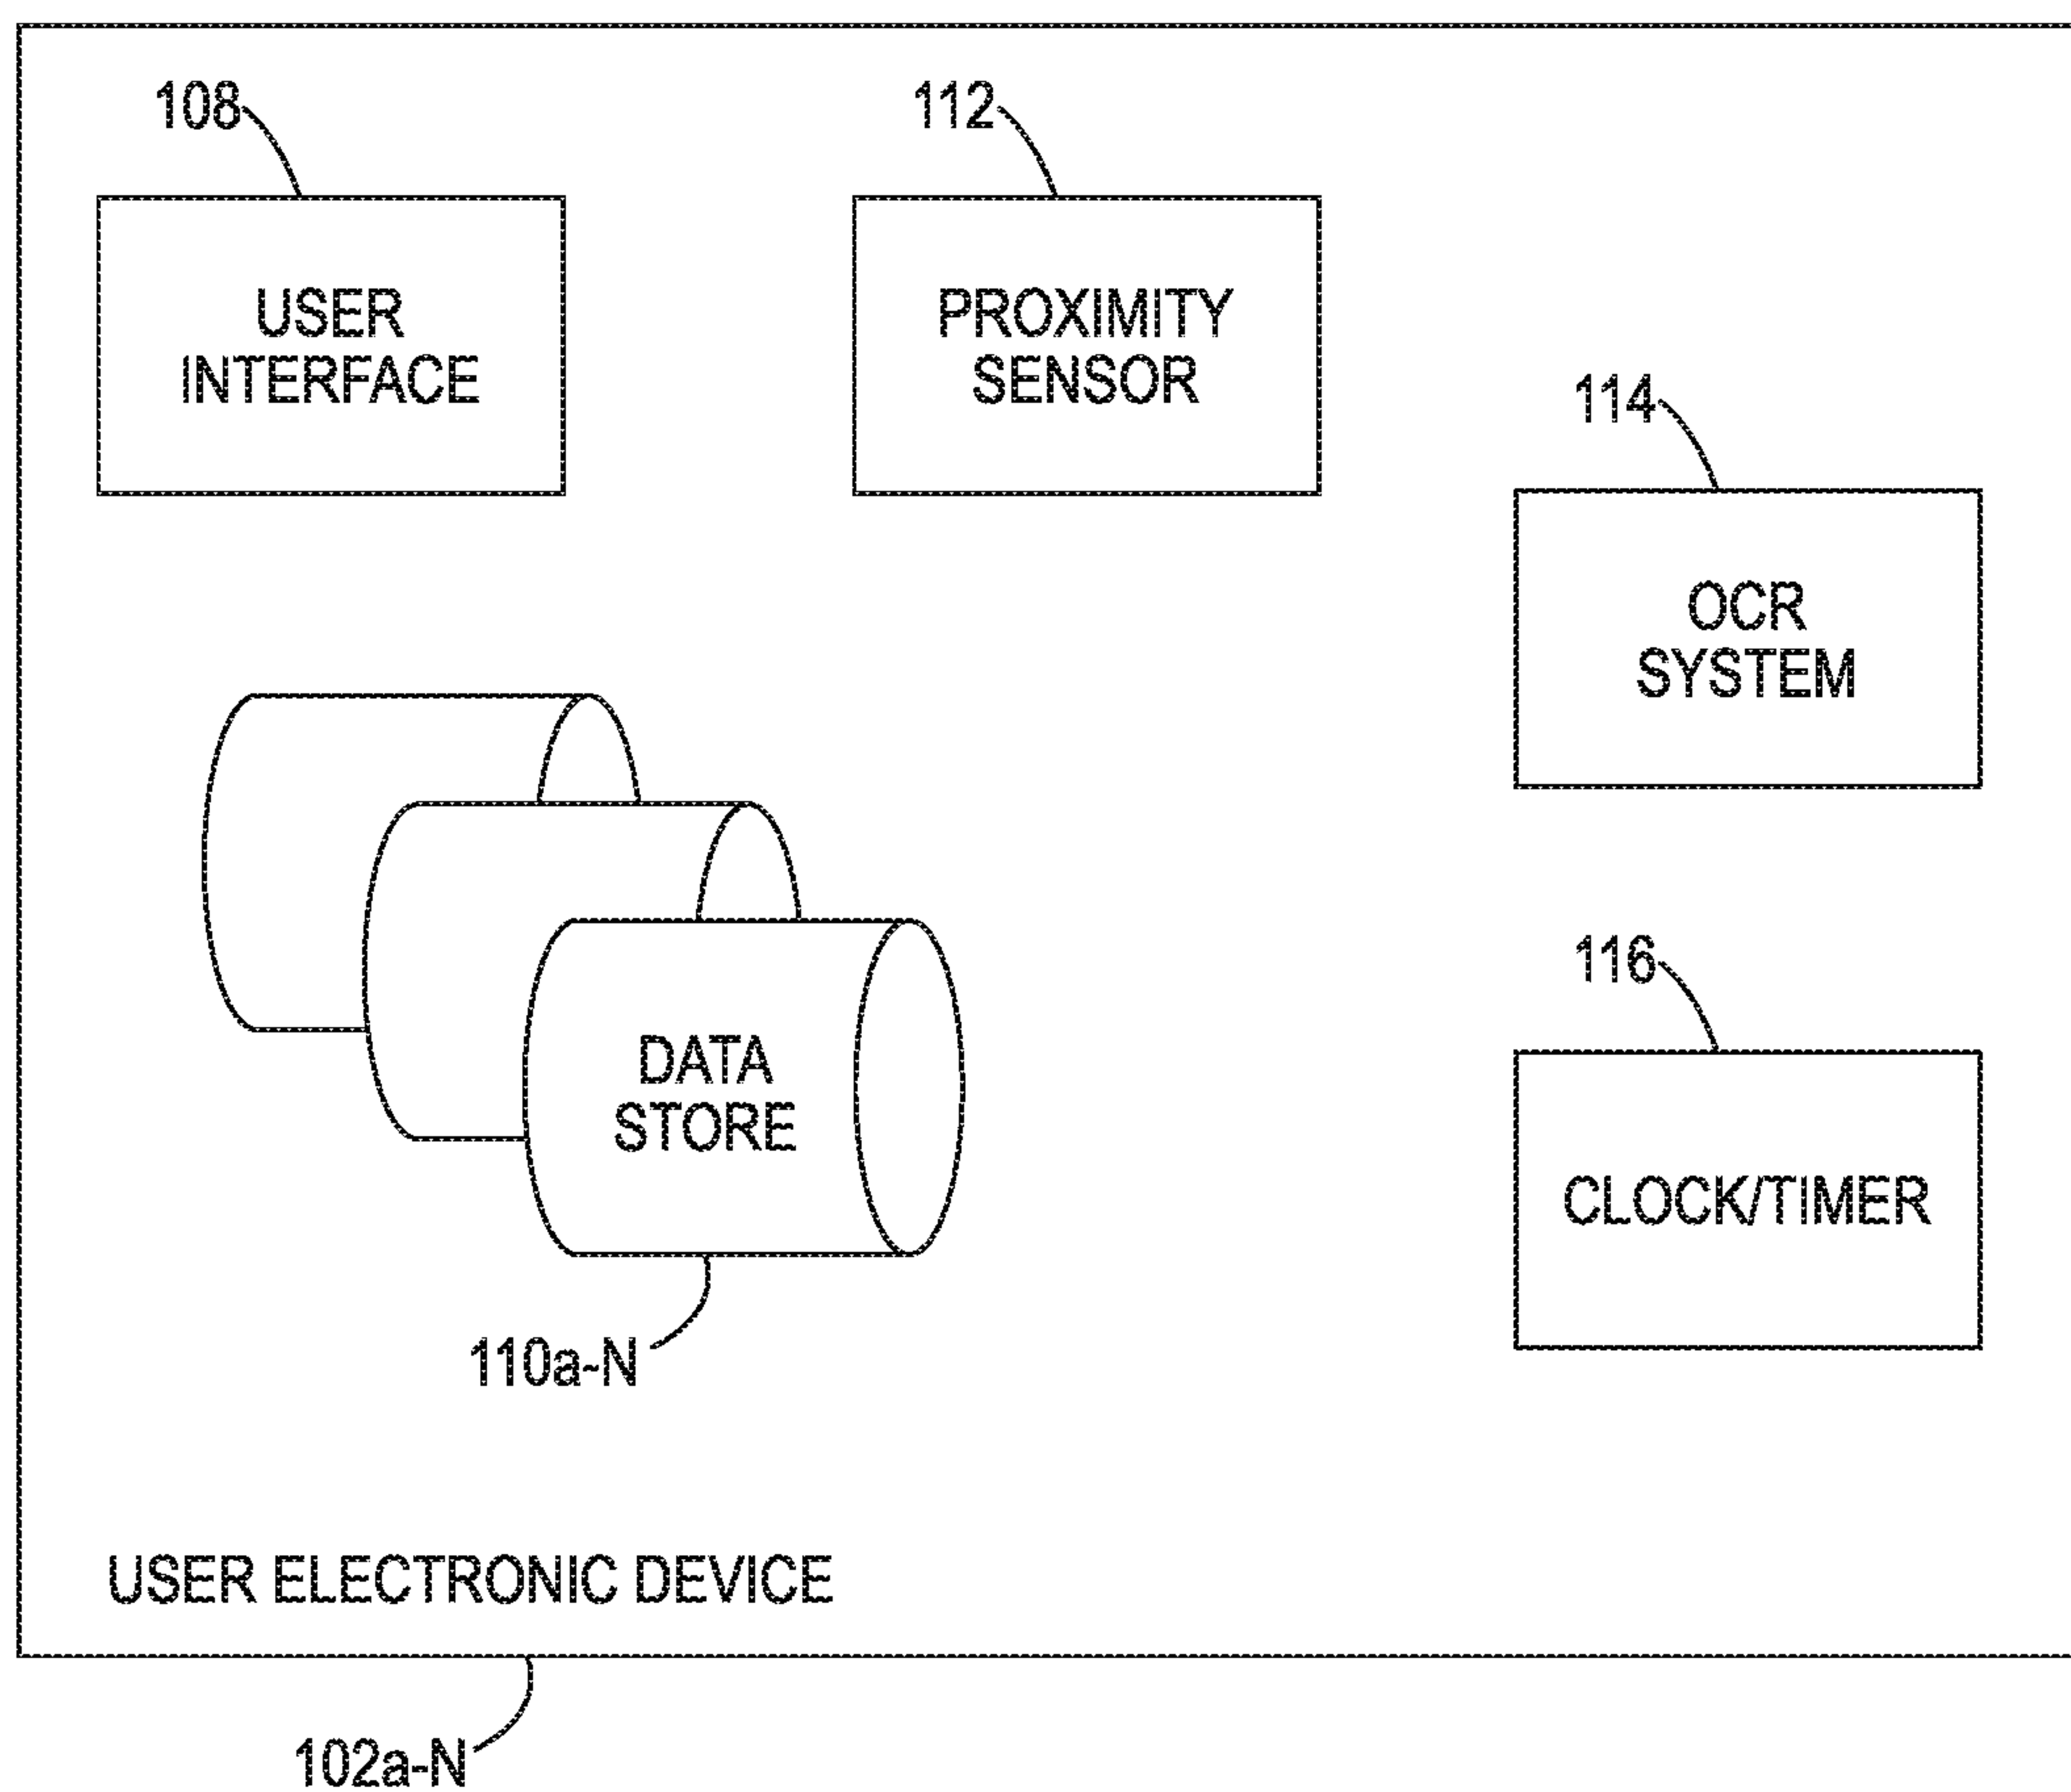 108
112
USER
INTERFACE
PROXIMITY
SENSOR
114
OCR
SYSTEM
DATA
STORE
116
CLOCK/TIMER
110a-N
USER ELECTRONIC DEVICE
102a-N